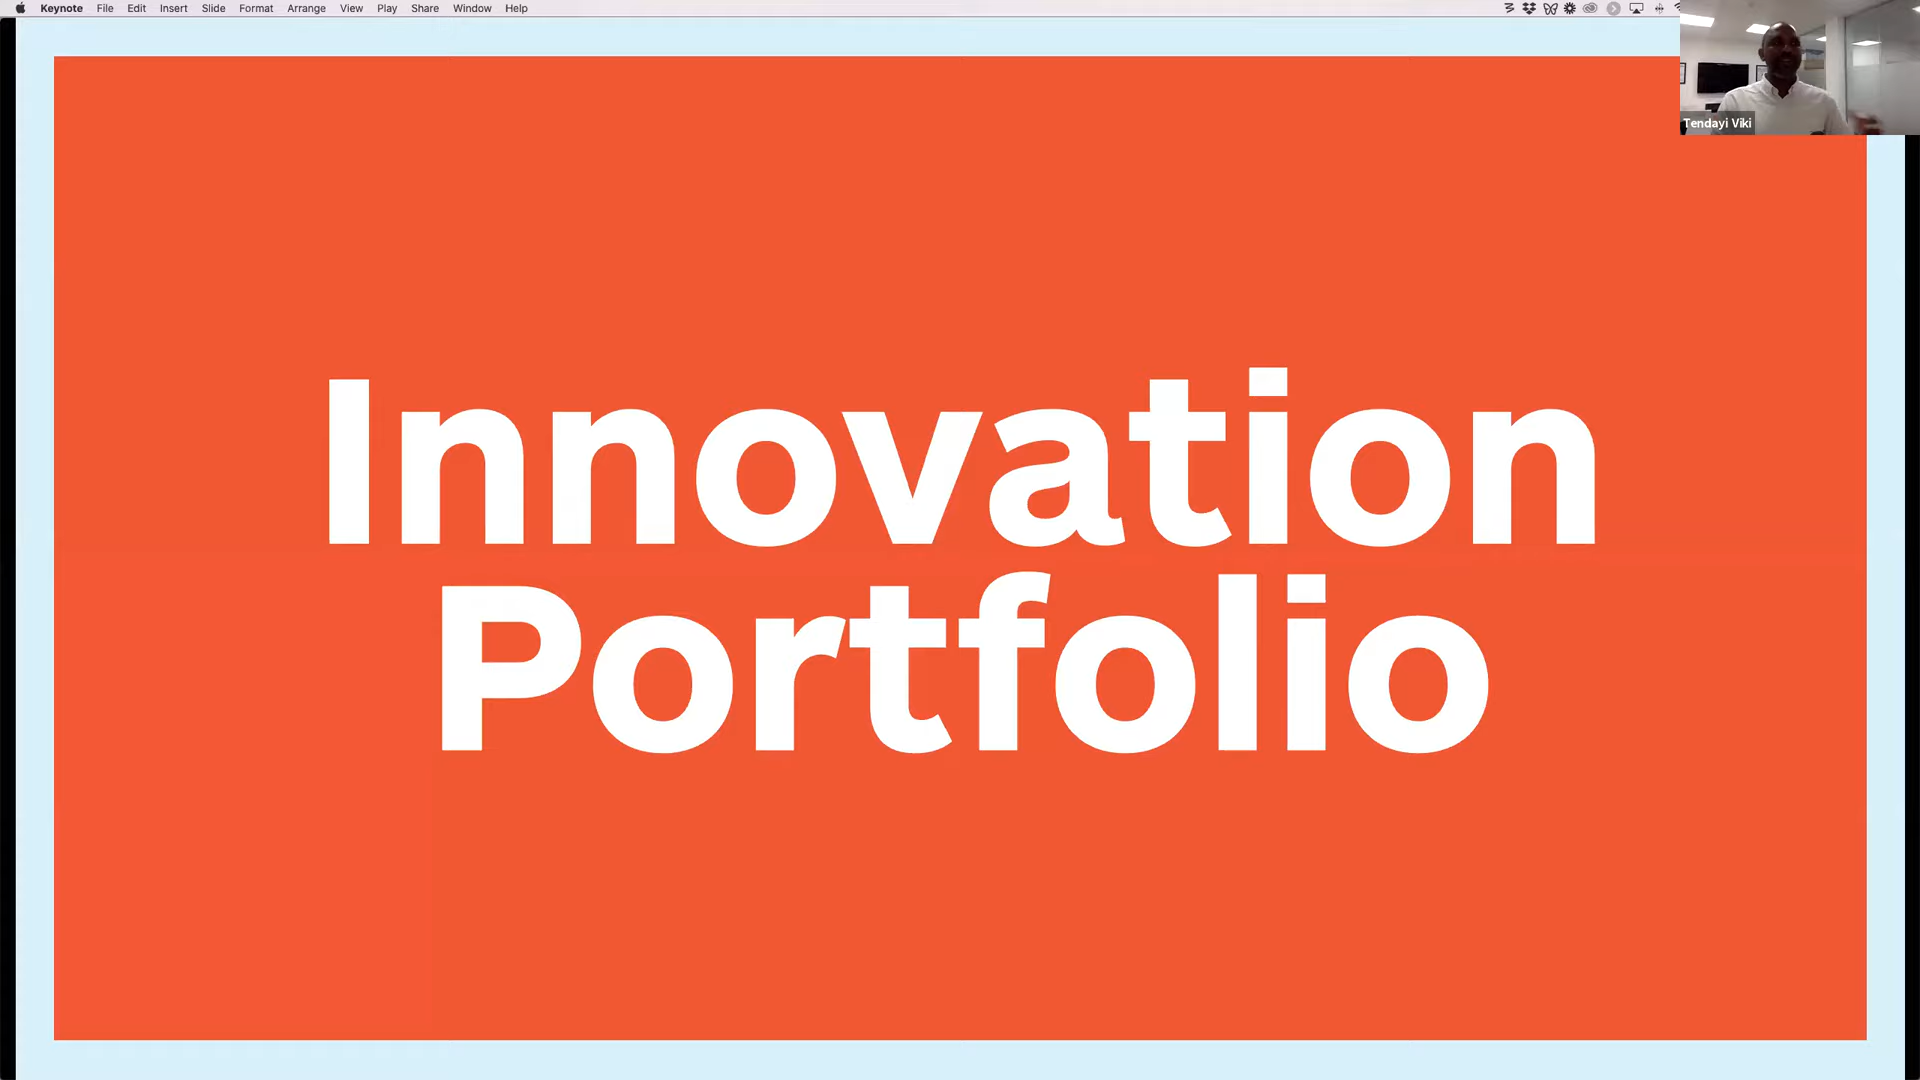 Keynote File Edit Insert Slide Format Arrange View Play Share Window Help
Tendayi Viki
Innovation
Portfolio